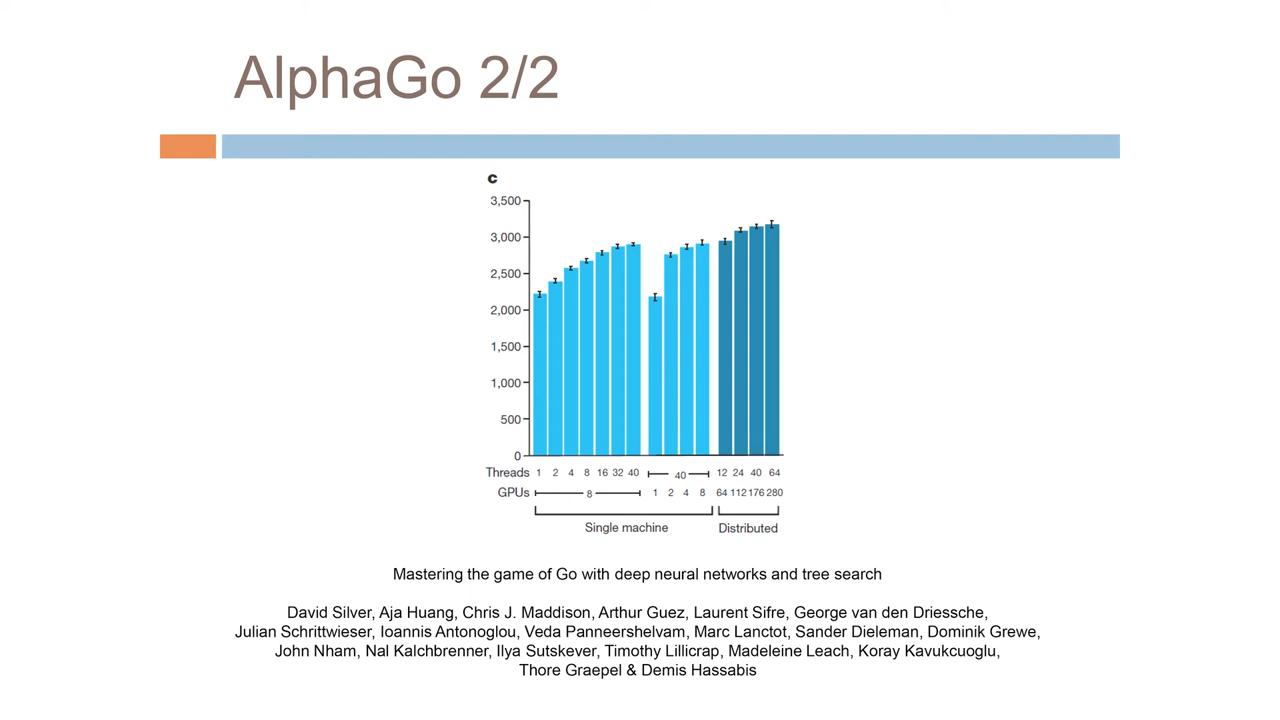 AlphaGo 2/2
c
3,500
3,000
2,500
2,000
1,500
1,000
500
0
Threads 1 2 4 8 16 32 40 40 12 24 40 64
GPUs 8 1 2 4 8 64 112 176 280
Single machine Distributed
Mastering the game of Go with deep neural networks and tree search
David Silver, Aja Huang, Chris J. Maddison, Arthur Guez, Laurent Sifre, George van den Driessche,
Julian Schrittwieser, Ioannis Antonoglou, Veda Panneershelvam, Marc Lanctot, Sander Dieleman, Dominik Grewe,
John Nham, Nal Kalchbrenner, Ilya Sutskever, Timothy Lillicrap, Madeleine Leach, Koray Kavukcuoglu,
Thore Graepel & Demis Hassabis